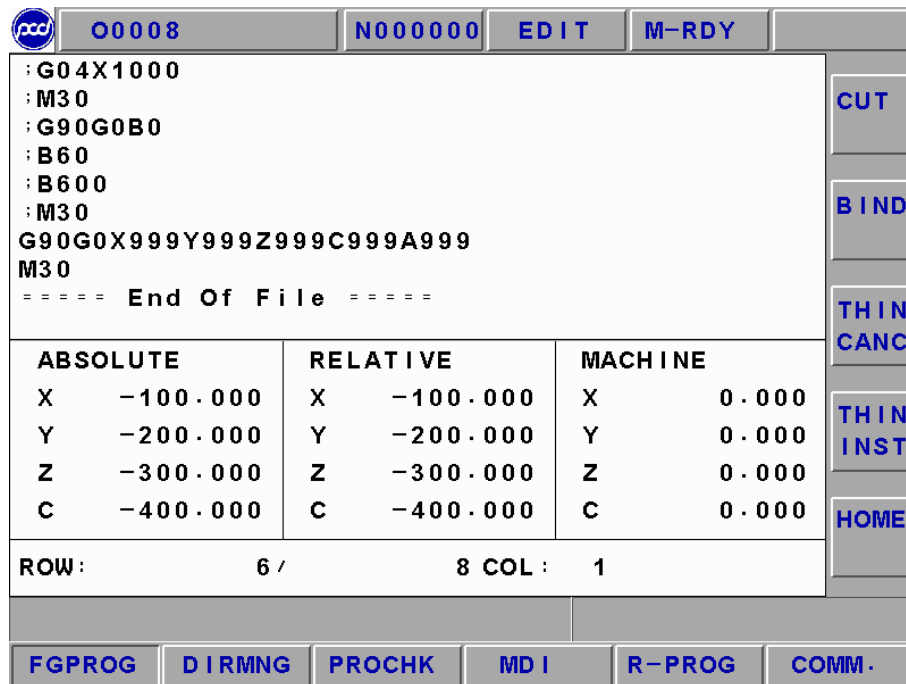 pcd O0008 N000000 EDIT M-RDY
;G04X1000
;M30
;G90G0B0
;B60
;B600
;M30
G90G0X999Y999Z999C999A999
M30
===== End Of File =====
CUT
BIND
THIN
CANC
THIN
INST
HOME
ABSOLUTE RELATIVE MACHINE
X -100.000 X -100.000 X 0.000
Y -200.000 Y -200.000 Y 0.000
Z -300.000 Z -300.000 Z 0.000
C -400.000 C -400.000 C 0.000
ROW: 6/ 8 COL: 1
FGPROG DIRMNG PROCHK MDI R-PROG COMM.